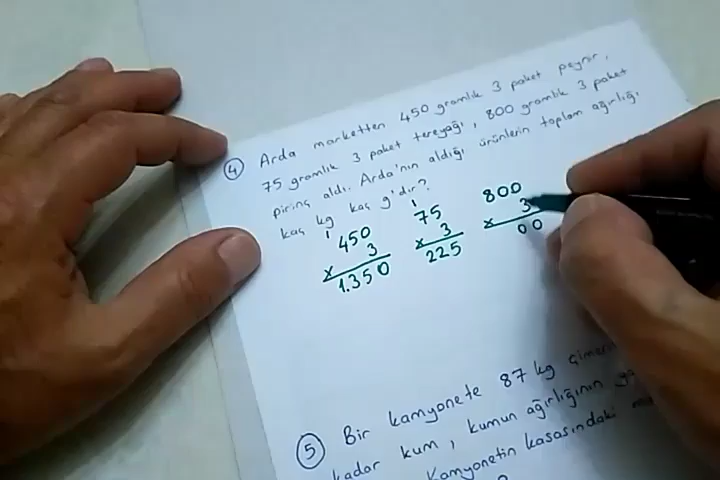 4 Arda marketten 450 gramlık 3 paket peynir,
75 gramlık 3 paket tereyağı, 800 gramlık 3 paket
pirinç aldı. Arda'nın aldığı ürünlerin toplam ağırlığı
kaç kg kaç g'dır?
1 1
450 75 800
x 3 x 3 x 3
1.350 225 00
5 Bir kamyonete 87 kg
kadar kum, kumun ağırlığının
Kamyonetin kasasındaki